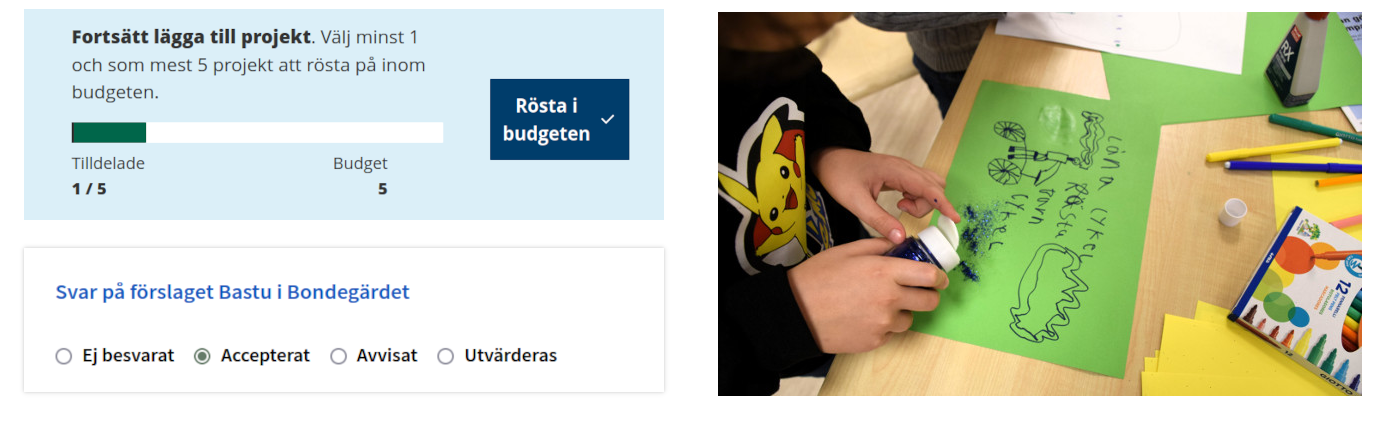 Fortsätt lägga till projekt. Välj minst 1
och som mest 5 projekt att rösta på inom
budgeten.
Rösta i
budgeten
Tilldelade
Budget
1 / 5
5
Svar på förslaget Bastu i Bondegärdet
Ej besvarat
Accepterat
Avvisat
Utvärderas
LÅNA CYKEL
RÖSTA
BARN
CYKEL
RX
12
GIOTTO